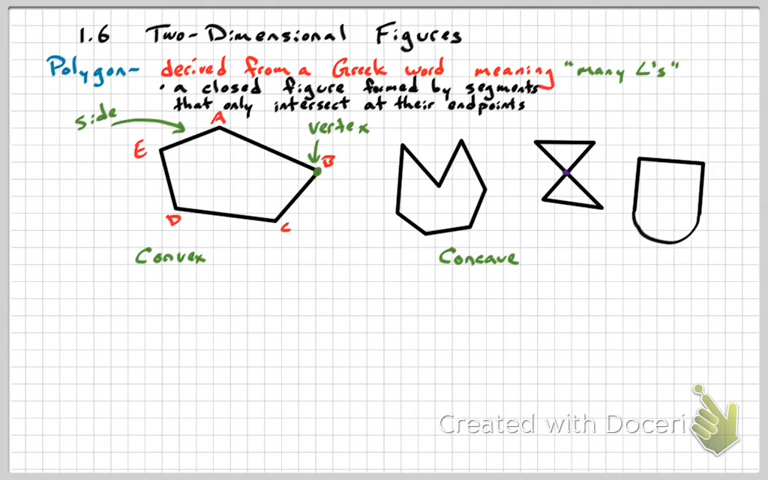 1.6 Two-Dimensional Figures
Polygon- derived from a Greek word meaning "many L's"
• a closed figure formed by segments
that only intersect at their endpoints
side
A
vertex
E
B
D
C
Convex
Concave
Created with Doceri